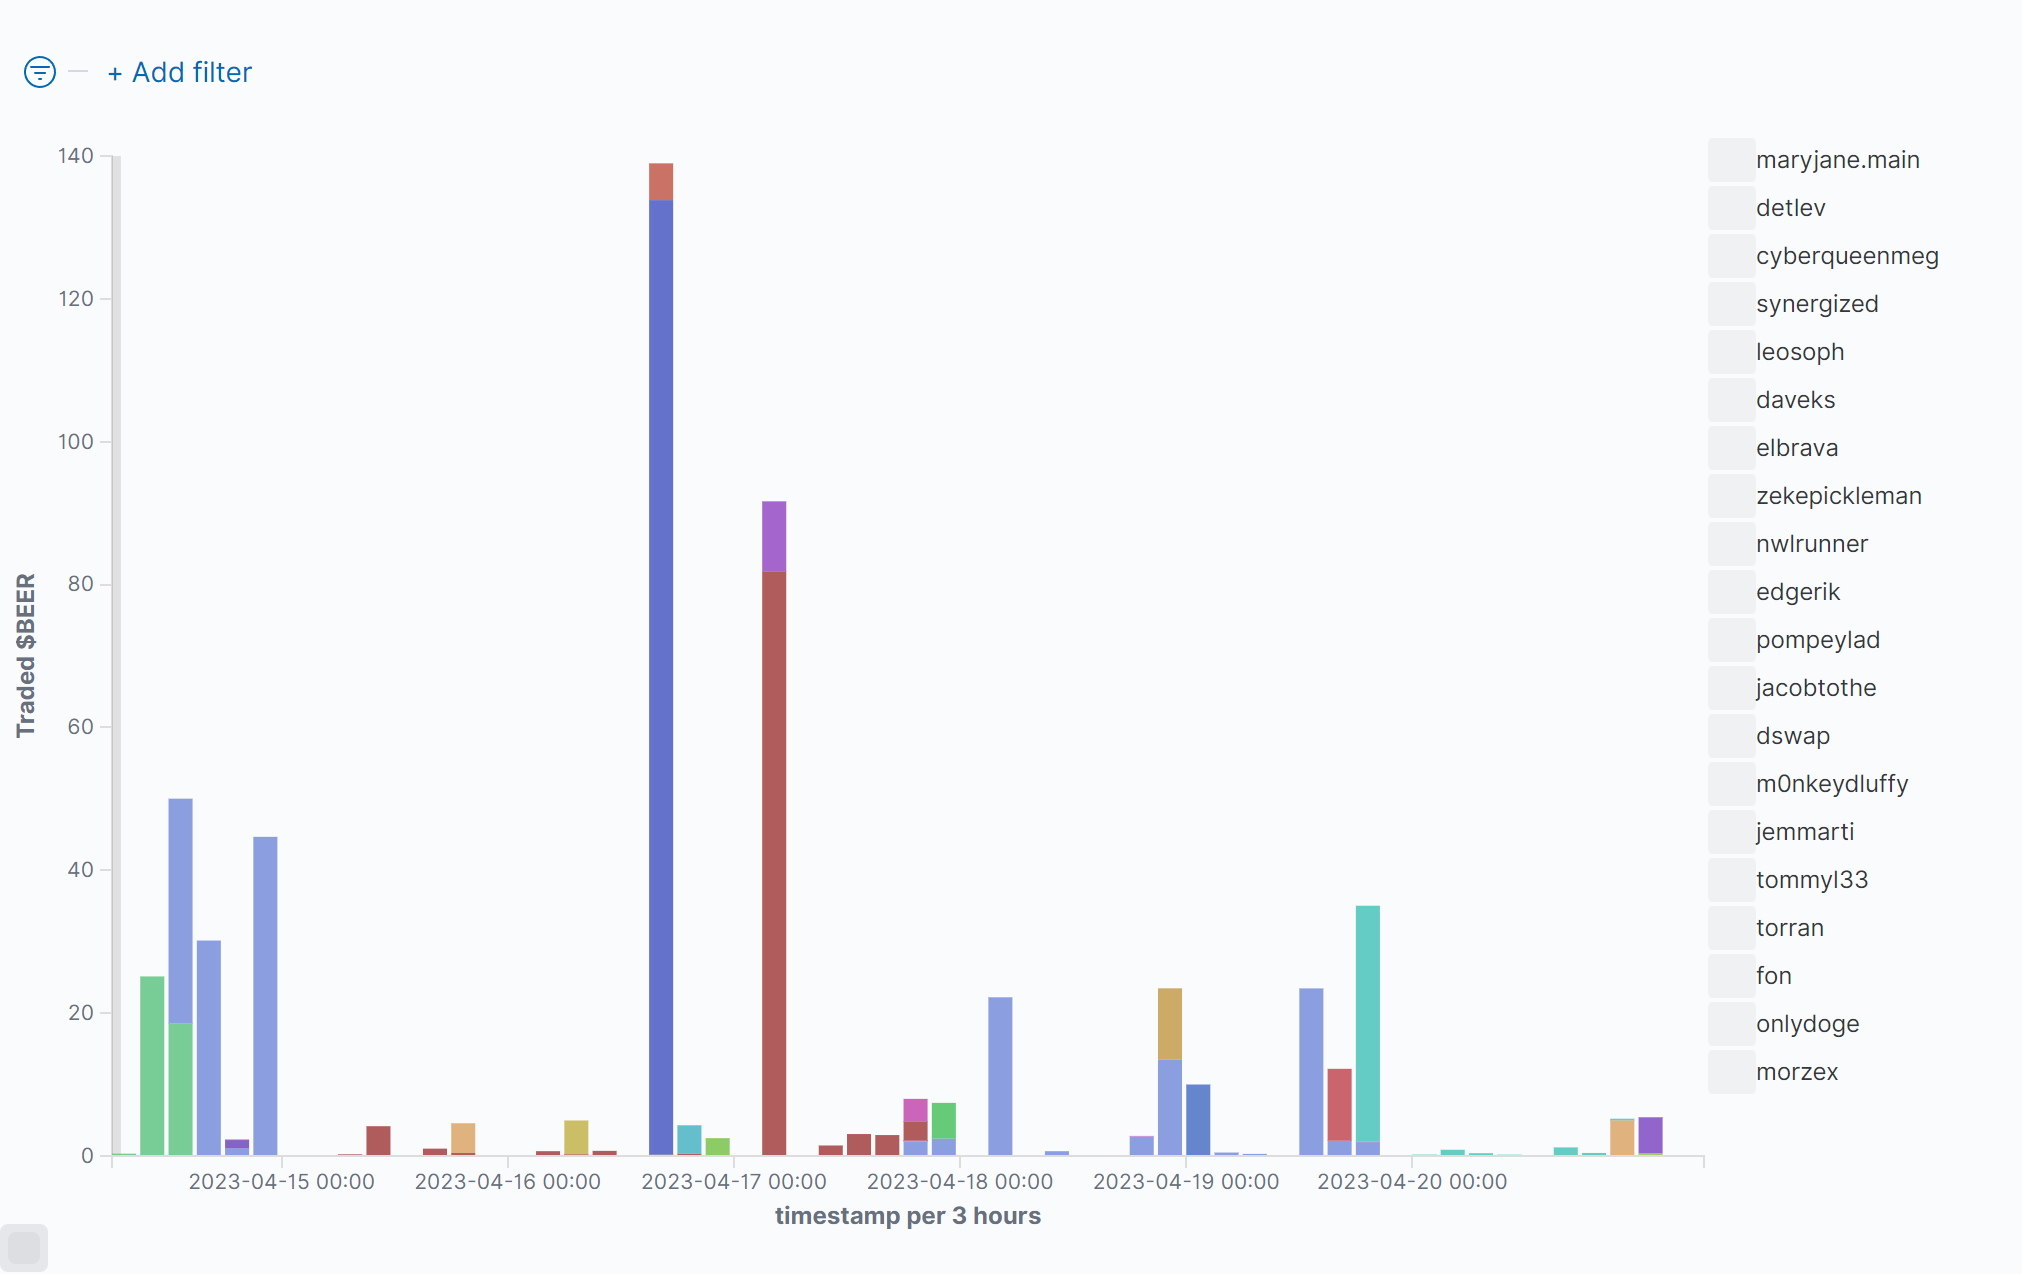 + Add filter
140
120
100
80
60
40
20
0
Traded $BEER
2023-04-15 00:00 2023-04-16 00:00 2023-04-17 00:00 2023-04-18 00:00 2023-04-19 00:00 2023-04-20 00:00
timestamp per 3 hours
maryjane.main
detlev
cyberqueenmeg
synergized
leosoph
daveks
elbrava
zekepickleman
nwlrunner
edgerik
pompeylad
jacobtothe
dswap
m0nkeydluffy
jemmarti
tommyl33
torran
fon
onlydoge
morzex